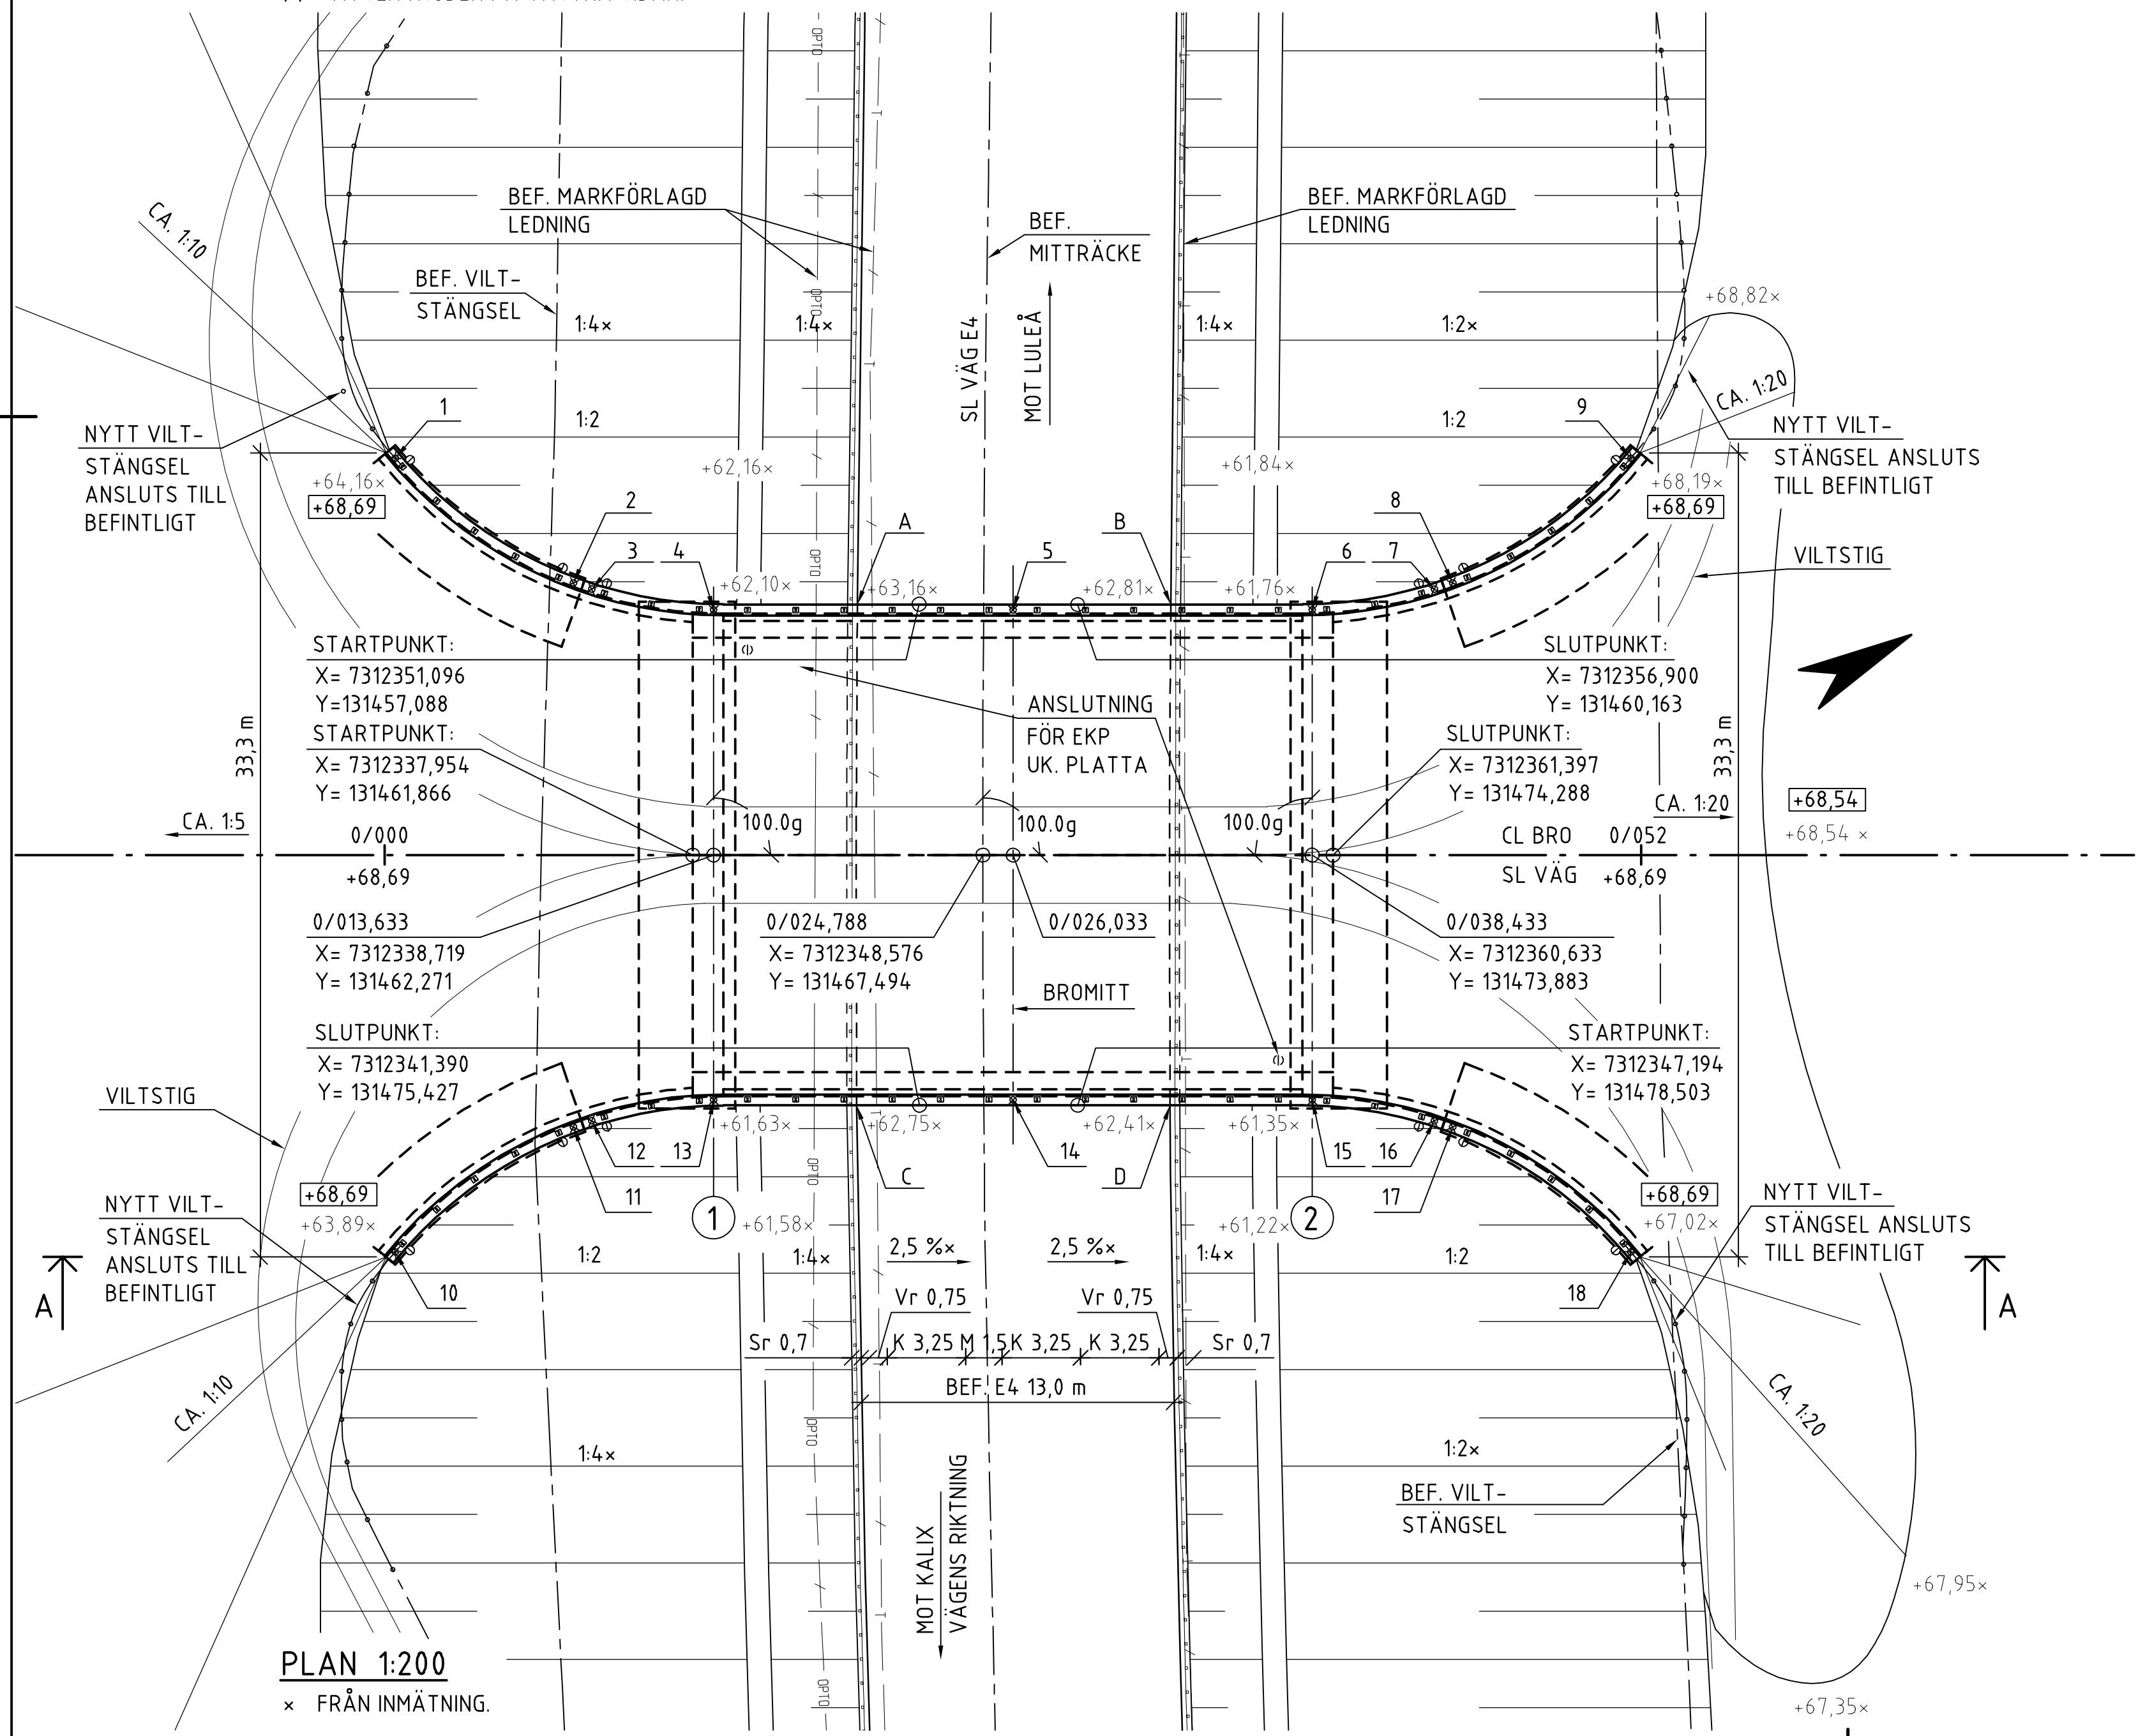 BEF. MARKFÖRLAGD
LEDNING
BEF.
MITTRÄCKE
BEF. MARKFÖRLAGD
LEDNING
OPTO
CA. 1:10
BEF. VILT-
STÄNGSEL
OPTO
+68,82×
1:4×
1:4×
SL VÄG E4
MOT LULEÅ
1:4×
1:2×
CA. 1:20
NYTT VILT-
STÄNGSEL
ANSLUTS TILL
BEFINTLIGT
1
1:2
1:2
9
NYTT VILT-
STÄNGSEL ANSLUTS
TILL BEFINTLIGT
+64,16×
+68,69
+62,16×
+61,84×
+68,19×
+68,69
2
3
4
A
B
5
6
7
8
VILTSTIG
+62,10×
OPTO
+63,16×
+62,81×
+61,76×
STARTPUNKT:
X= 7312351,096
Y=131457,088
SLUTPUNKT:
X= 7312356,900
Y= 131460,163
STARTPUNKT:
X= 7312337,954
Y= 131461,866
ANSLUTNING
FÖR EKP
UK. PLATTA
SLUTPUNKT:
X= 7312361,397
Y= 131474,288
33,3 m
33,3 m
CA. 1:5
0/000
+68,69
100.0g
100.0g
100.0g
CL BRO
0/052
SL VÄG
+68,69
CA. 1:20
+68,54
+68,54 ×
0/013,633
X= 7312338,719
Y= 131462,271
0/024,788
X= 7312348,576
Y= 131467,494
0/026,033
0/038,433
X= 7312360,633
Y= 131473,883
BROMITT
SLUTPUNKT:
X= 7312341,390
Y= 131475,427
STARTPUNKT:
X= 7312347,194
Y= 131478,503
VILTSTIG
+61,63×
+62,75×
+62,41×
+61,35×
OPTO
12
13
11
C
14
D
15
16
17
+68,69
+63,89×
+68,69
+67,02×
NYTT VILT-
STÄNGSEL
ANSLUTS TILL
BEFINTLIGT
NYTT VILT-
STÄNGSEL ANSLUTS
TILL BEFINTLIGT
1
+61,58×
+61,22×
2
1:2
1:4×
2,5 %×
2,5 %×
1:4×
1:2
10
18
A
A
Vr 0,75
Vr 0,75
Sr 0,7
K 3,25
M 1,5
K 3,25
K 3,25
Sr 0,7
BEF. E4 13,0 m
CA. 1:10
CA. 1:20
OPTO
1:4×
1:2×
MOT KALIX
VÄGENS RIKTNING
BEF. VILT-
STÄNGSEL
+67,95×
PLAN 1:200
× FRÅN INMÄTNING.
OPTO
+67,35×